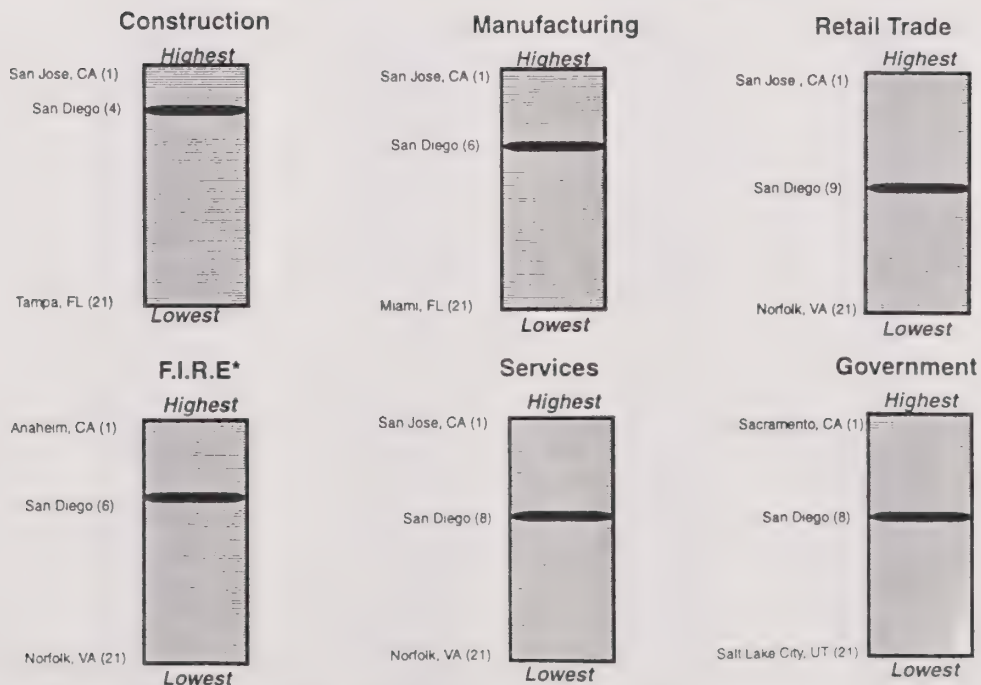 Construction
Highest
San Jose, CA (1)
San Diego (4)
Tampa, FL (21)
Lowest
Manufacturing
Highest
San Jose, CA (1)
San Diego (6)
Miami, FL (21)
Lowest
Retail Trade
Highest
San Jose , CA (1)
San Diego (9)
Norfolk, VA (21)
Lowest
F.I.R.E*
Highest
Anaheim, CA (1)
San Diego (6)
Norfolk, VA (21)
Lowest
Services
Highest
San Jose, CA (1)
San Diego (8)
Norfolk, VA (21)
Lowest
Government
Highest
Sacramento, CA (1)
San Diego (8)
Salt Lake City, UT (21)
Lowest